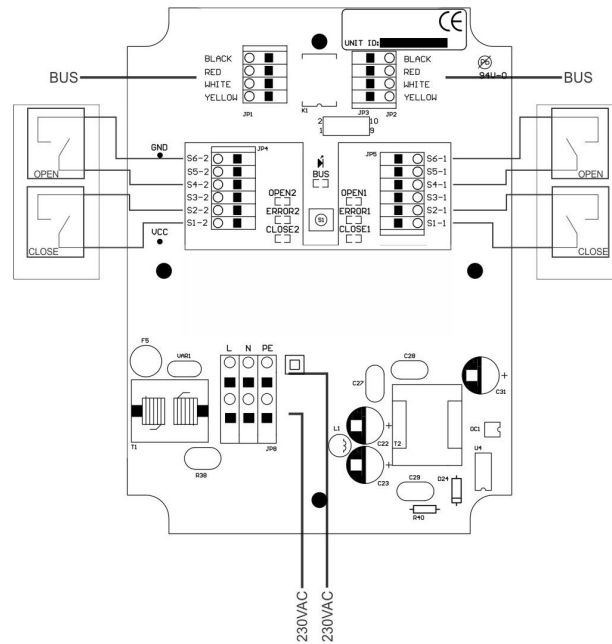 CE
UNIT ID:
BLACK
RED
WHITE
YELLOW
JP1
K1
BLACK
RED
WHITE
YELLOW
JP3 JP2
94V-0
BUS
BUS
2 10
1 9
GND
VCC
OPEN
CLOSE
OPEN
CLOSE
JP4
S6-2
S5-2
S4-2
S3-2
S2-2
S1-2
BUS
OPEN2
ERROR2
CLOSE2
S1
OPEN1
ERROR1
CLOSE1
JP5
S6-1
S5-1
S4-1
S3-1
S2-1
S1-1
F5
VAR1
T1
R38
L N PE
JP8
C27
C28
C31
L1
C22
T2
OC1
C23
U4
C29
D24
R40
230VAC
230VAC